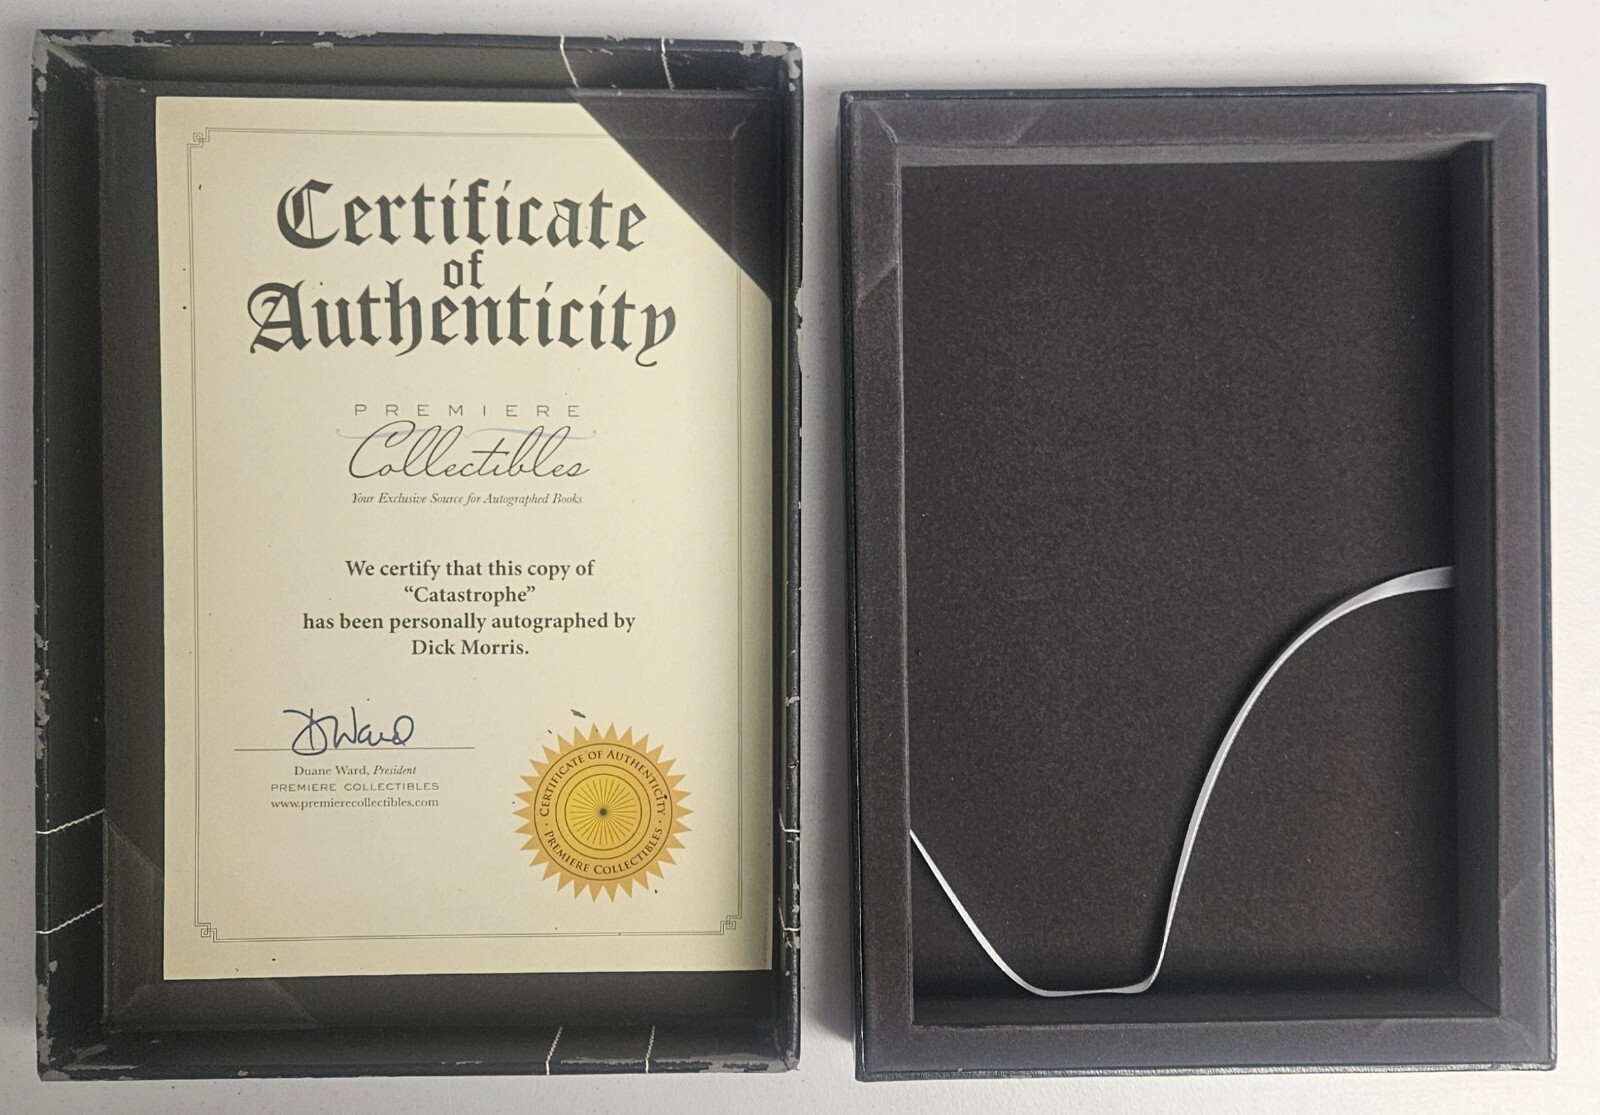 Certificate
of
Authenticity
PREMIERE
Collectibles
Your Exclusive Source for Autographed Books
We certify that this copy of
“Catastrophe”
has been personally autographed by
Dick Morris.
D Ward
Duane Ward, President
PREMIERE COLLECTIBLES
www.premierecollectibles.com
CERTIFICATE OF AUTHENTICITY
· PREMIERE COLLECTIBLES ·